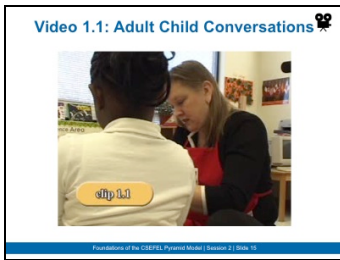 Video 1.1: Adult Child Conversations
clip 1.1
Foundations of the CSEFEL Pyramid Model | Session 2 | Slide 15